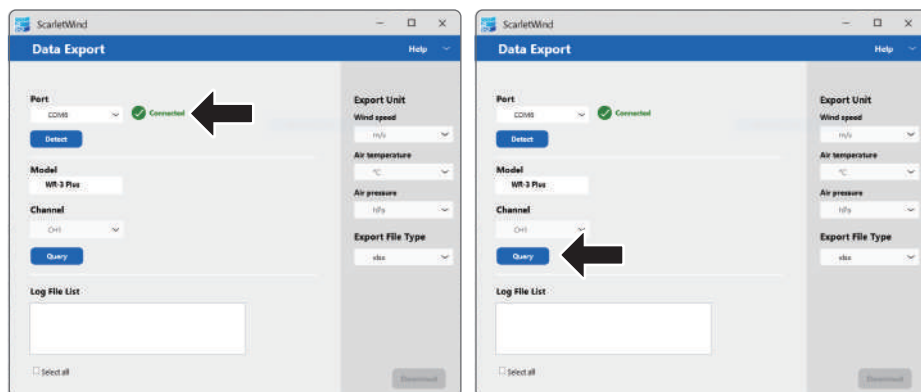 ScarletWind
Data Export
Help
Port
COM8
Connected
Detect
Model
WR-3 Plus
Channel
CH1
Query
Log File List
Select all
Export Unit
Wind speed
m/s
Air temperature
°C
Air pressure
hPa
Export File Type
xlsx
Download
ScarletWind
Data Export
Help
Port
COM8
Connected
Detect
Model
WR-3 Plus
Channel
CH1
Query
Log File List
Select all
Export Unit
Wind speed
m/s
Air temperature
°C
Air pressure
hPa
Export File Type
xlsx
Download